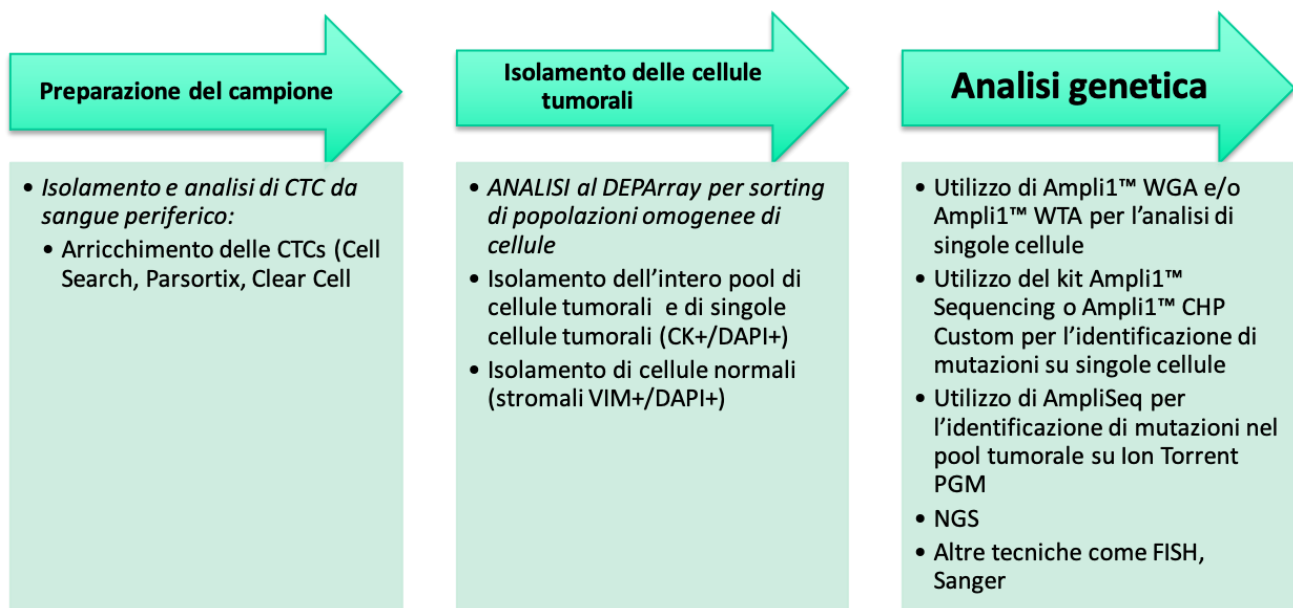 Preparazione del campione
• Isolamento e analisi di CTC da
sangue periferico:
• Arricchimento delle CTCs (Cell
Search, Parsortix, Clear Cell
Isolamento delle cellule
tumorali
• ANALISI al DEPArray per sorting
di popolazioni omogenee di
cellule
• Isolamento dell’intero pool di
cellule tumorali e di singole
cellule tumorali (CK+/DAPI+)
• Isolamento di cellule normali
(stromali VIM+/DAPI+)
Analisi genetica
• Utilizzo di Ampli1™ WGA e/o
Ampli1™ WTA per l’analisi di
singole cellule
• Utilizzo del kit Ampli1™
Sequencing o Ampli1™ CHP
Custom per l’identificazione di
mutazioni su singole cellule
• Utilizzo di AmpliSeq per
l’identificazione di mutazioni nel
pool tumorale su Ion Torrent
PGM
• NGS
• Altre tecniche come FISH,
Sanger